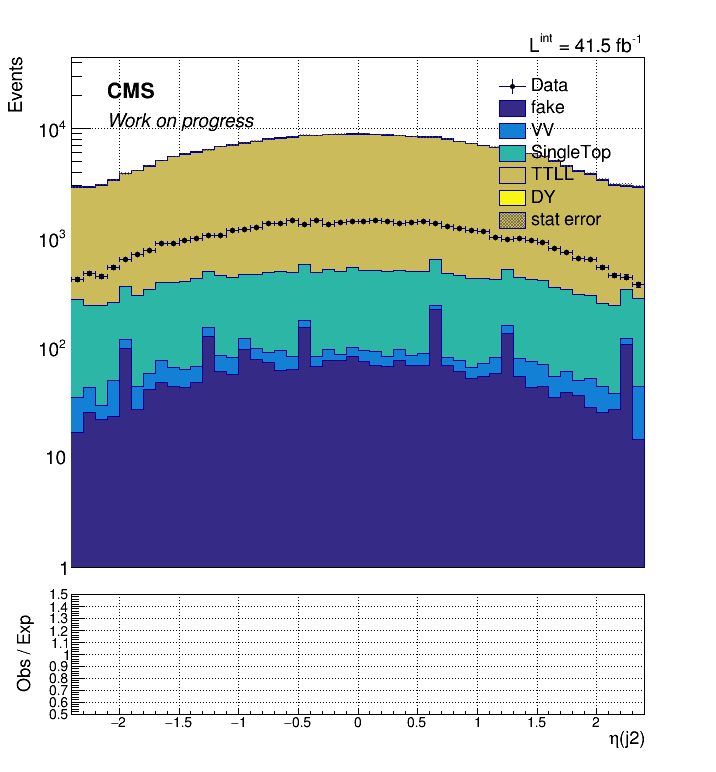 L^int = 41.5 fb^-1
Events
CMS
Work on progress
Data
fake
VV
SingleTop
TTLL
DY
stat error
10^4
10^3
10^2
10
1
Obs / Exp
1.5
1.4
1.3
1.2
1.1
1
0.9
0.8
0.7
0.6
0.5
−2 −1.5 −1 −0.5 0 0.5 1 1.5 2
η(j2)